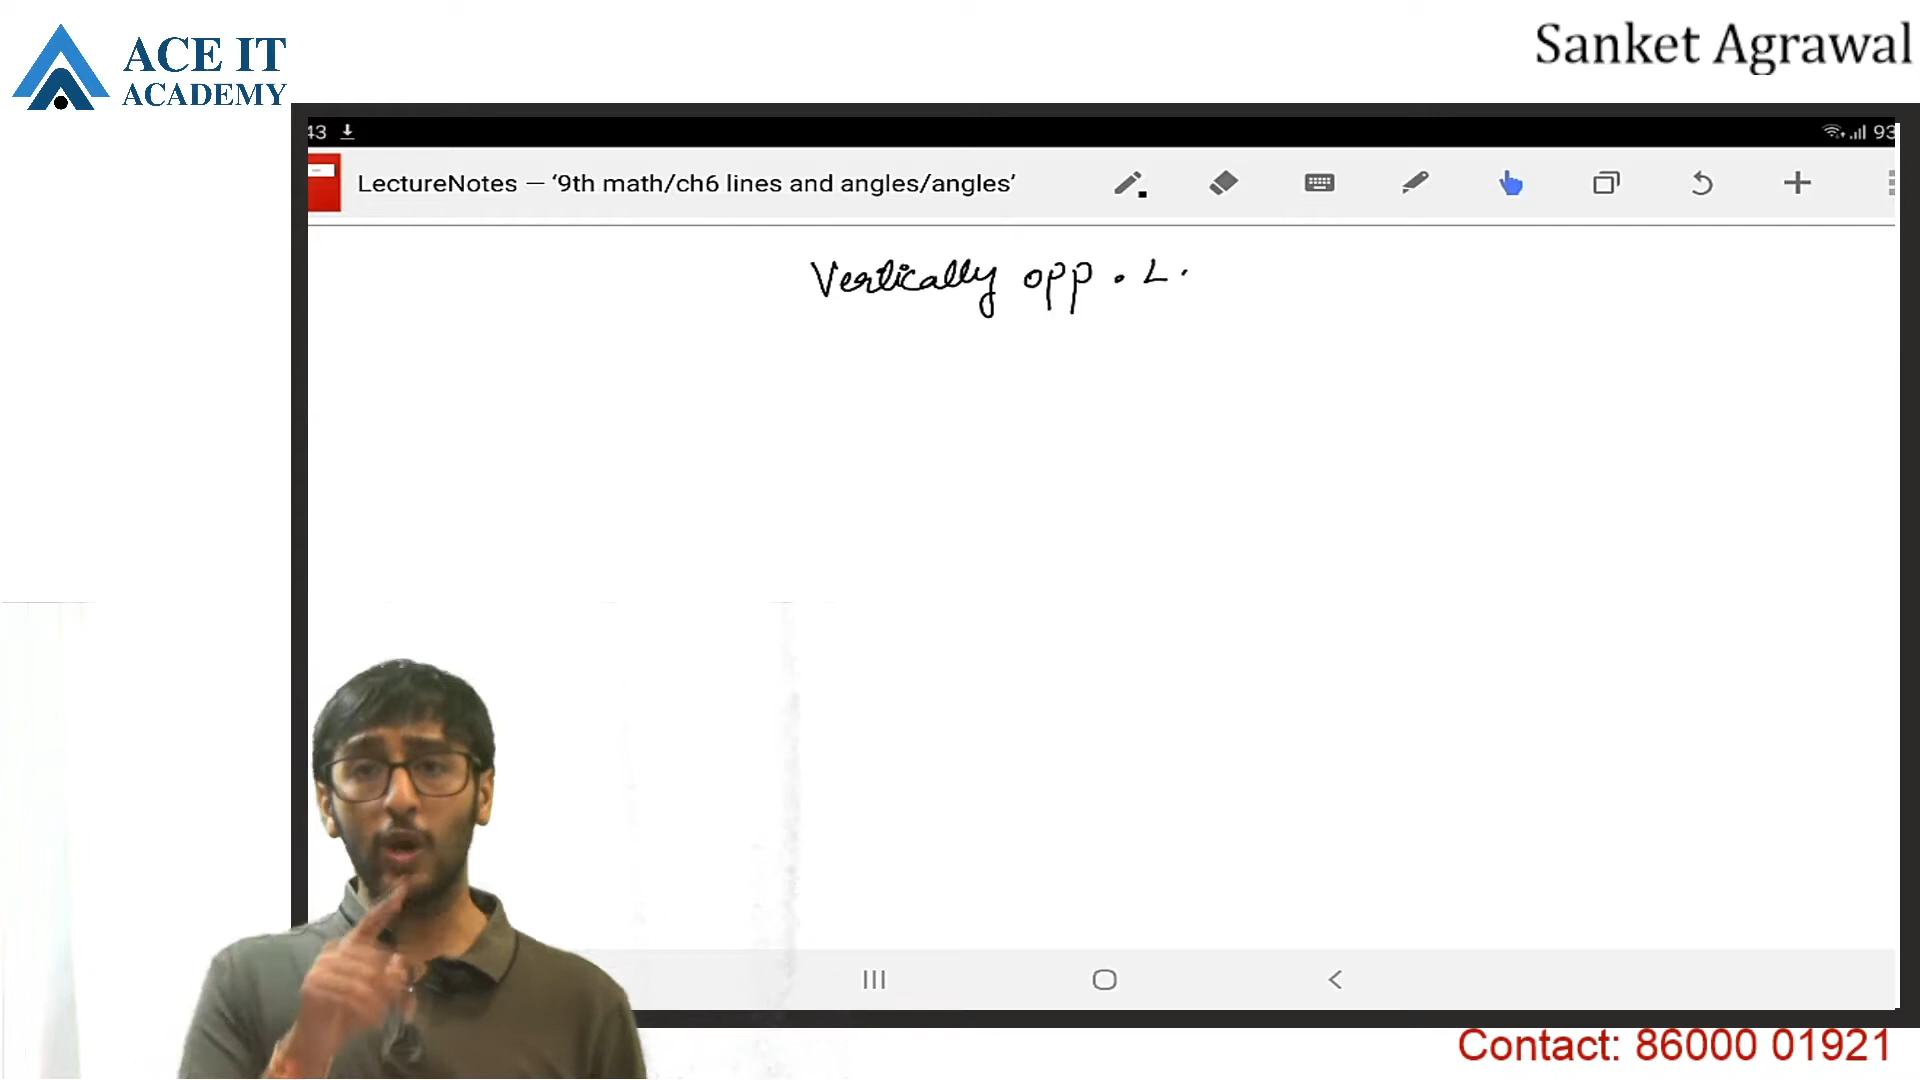 ACE IT
ACADEMY
Sanket Agrawal
43
93
LectureNotes — ‘9th math/ch6 lines and angles/angles’
Vertically opp. ∠.
Contact: 86000 01921